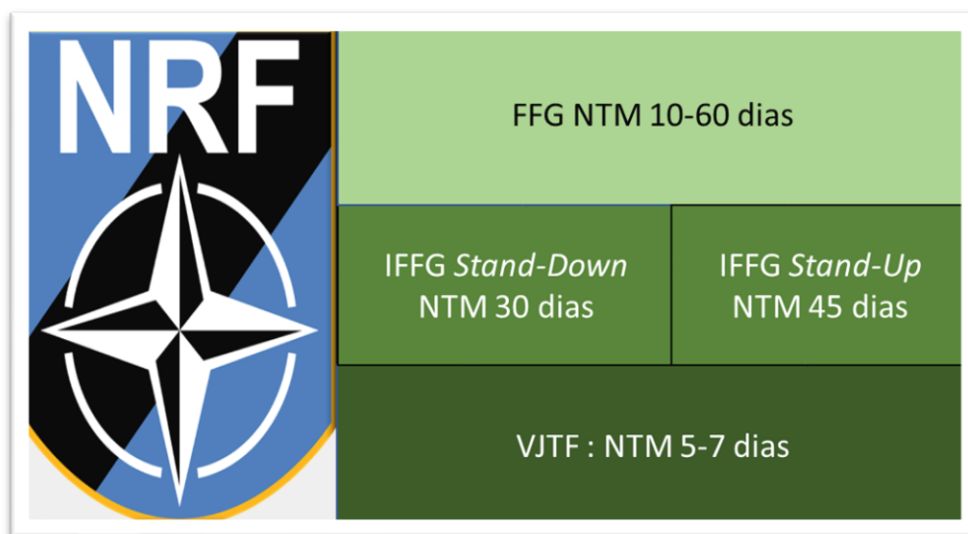 NRF
FFG NTM 10-60 dias
IFFG Stand-Down
NTM 30 dias
IFFG Stand-Up
NTM 45 dias
VJTF : NTM 5-7 dias